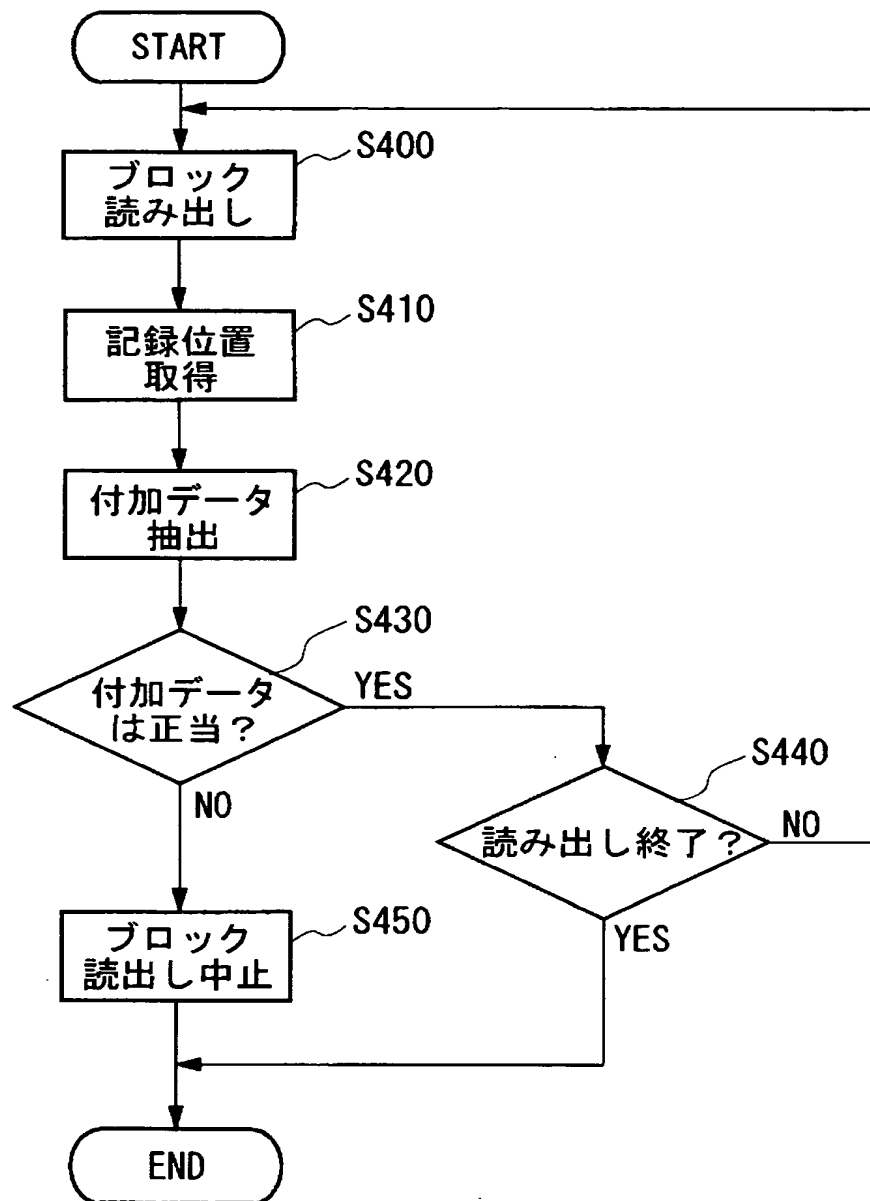 START
S400
ブロック
読み出し
S410
記録位置
取得
S420
付加データ
抽出
S430
付加データ
は正当？
YES
NO
S440
読み出し終了？
NO
YES
S450
ブロック
読出し中止
END